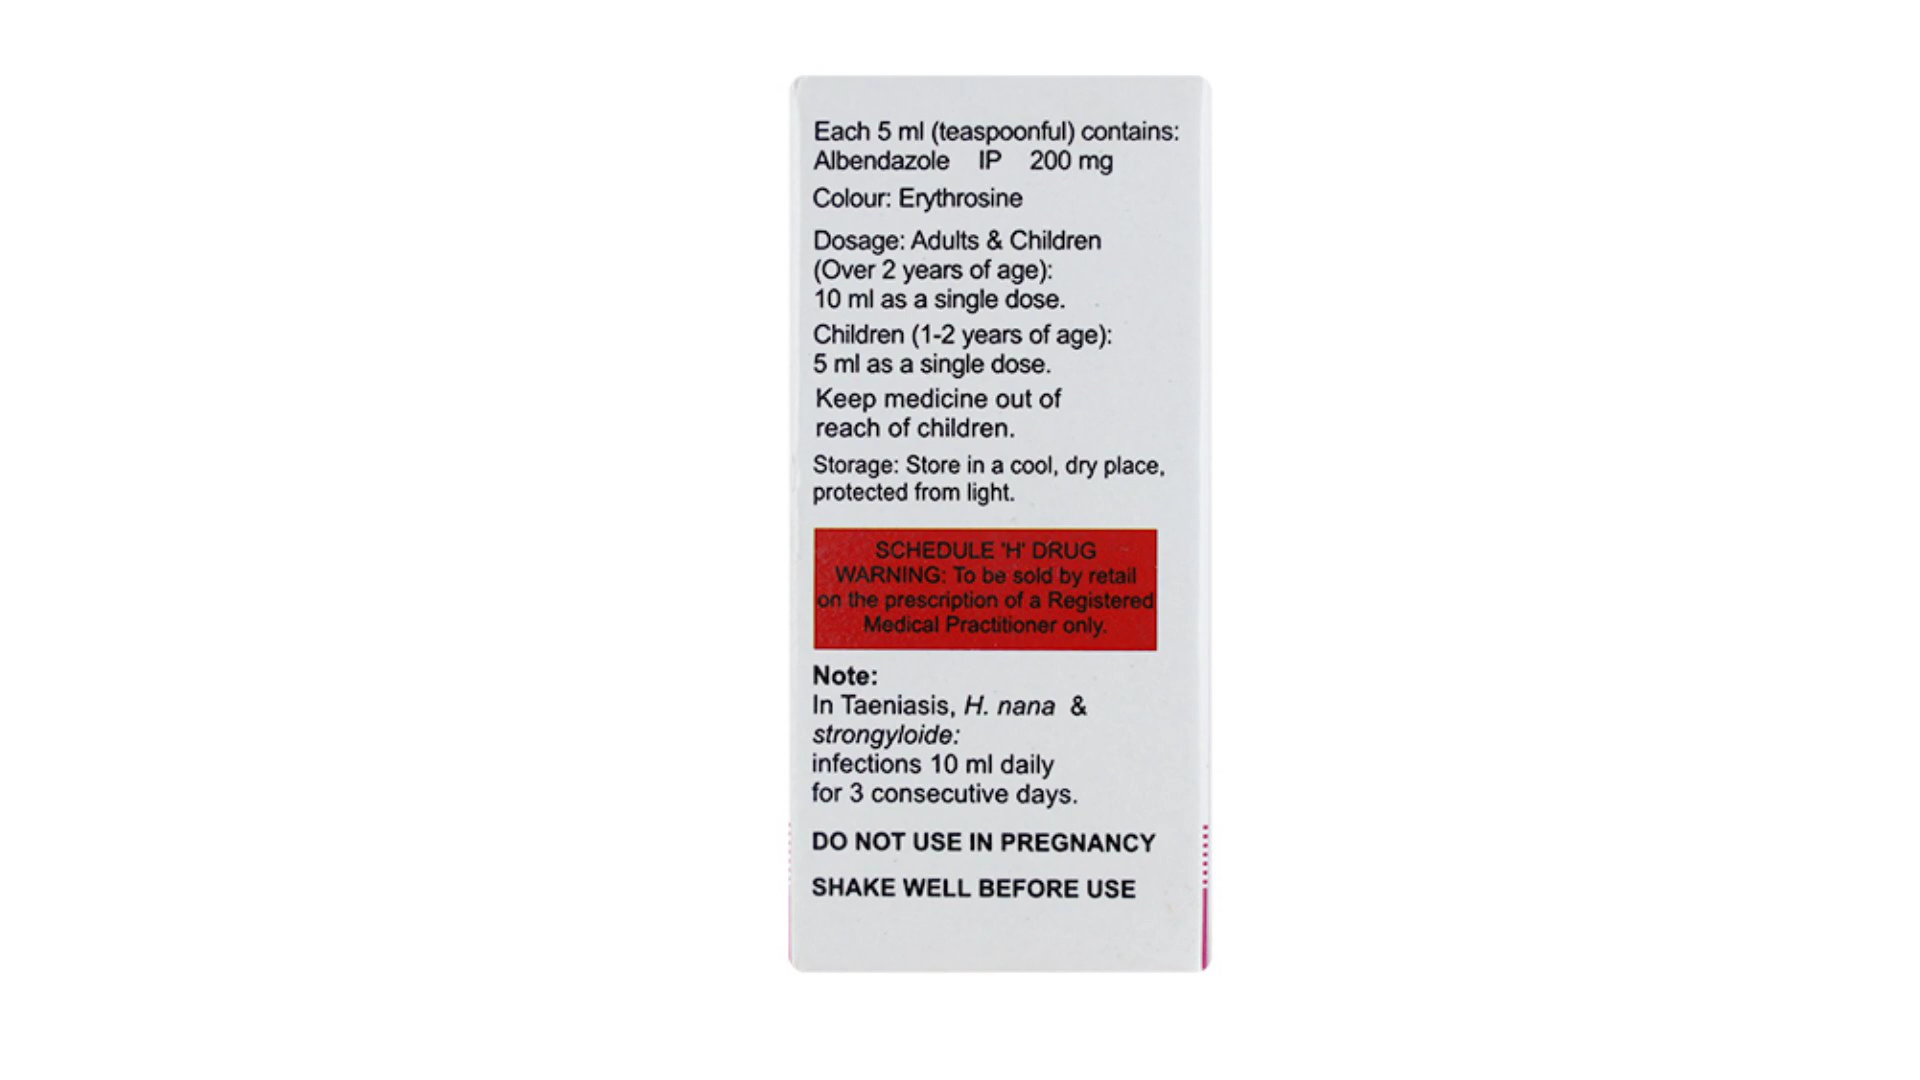 Each 5 ml (teaspoonful) contains:
Albendazole IP 200 mg
Colour: Erythrosine
Dosage: Adults & Children
(Over 2 years of age):
10 ml as a single dose.
Children (1-2 years of age):
5 ml as a single dose.
Keep medicine out of
reach of children.
Storage: Store in a cool, dry place,
protected from light.
SCHEDULE 'H' DRUG
WARNING: To be sold by retail
on the prescription of a Registered
Medical Practitioner only.
Note:
In Taeniasis, H. nana &
strongyloide:
infections 10 ml daily
for 3 consecutive days.
DO NOT USE IN PREGNANCY
SHAKE WELL BEFORE USE